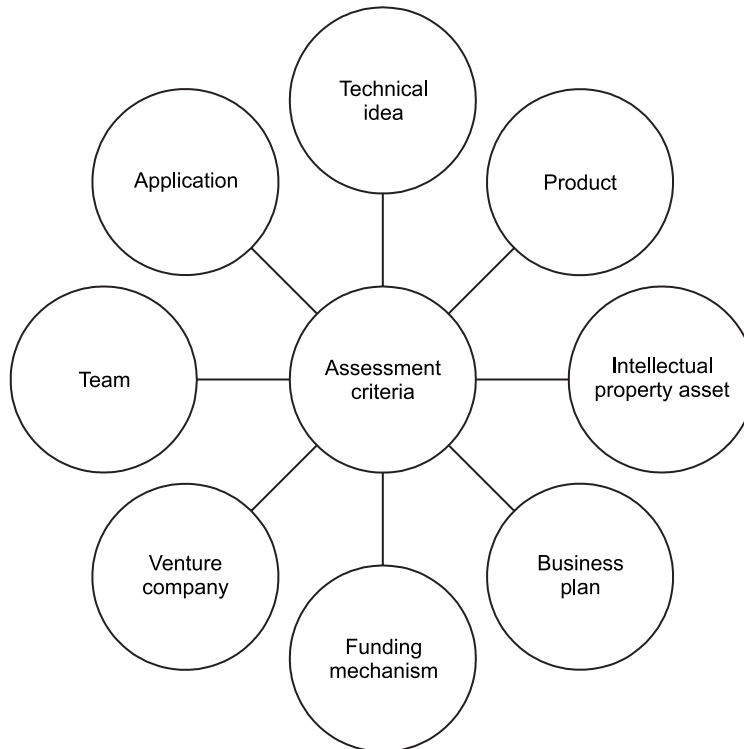 Technical
idea
Application
Product
Team
Assessment
criteria
Intellectual
property asset
Venture
company
Business
plan
Funding
mechanism